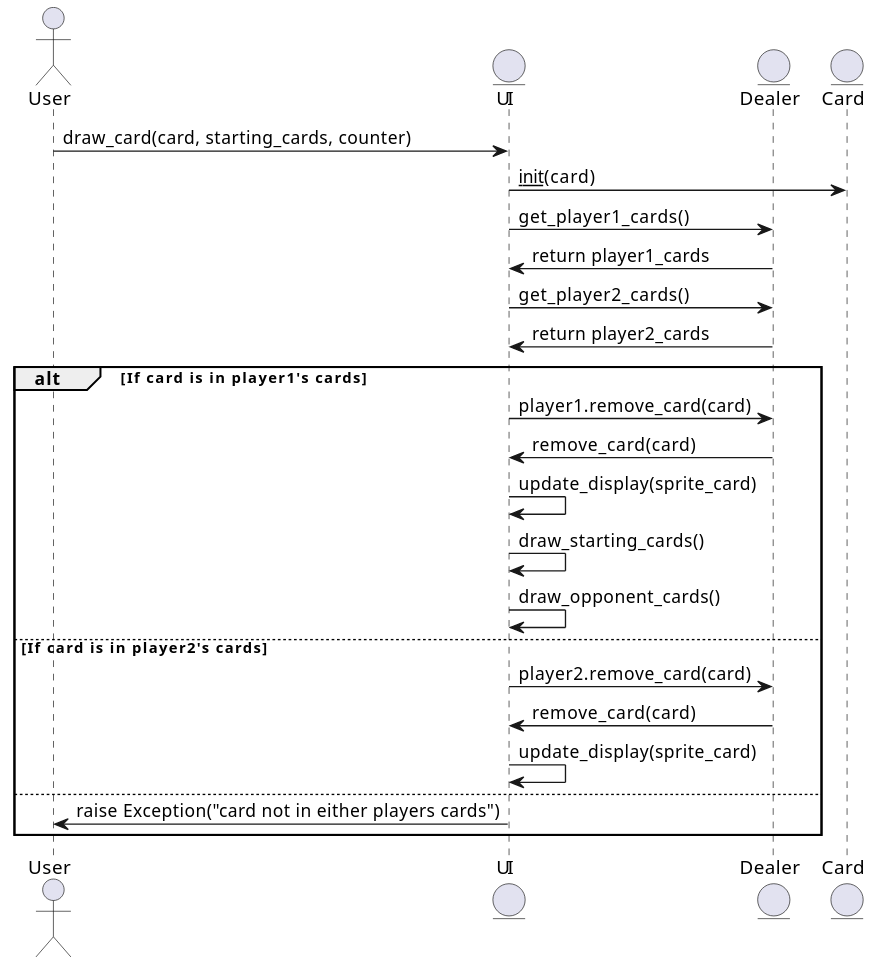 User
UI
Dealer
Card
draw_card(card, starting_cards, counter)
init(card)
get_player1_cards()
return player1_cards
get_player2_cards()
return player2_cards
alt
[If card is in player1's cards]
player1.remove_card(card)
remove_card(card)
update_display(sprite_card)
draw_starting_cards()
draw_opponent_cards()
[If card is in player2's cards]
player2.remove_card(card)
remove_card(card)
update_display(sprite_card)
raise Exception("card not in either players cards")
User
UI
Dealer
Card